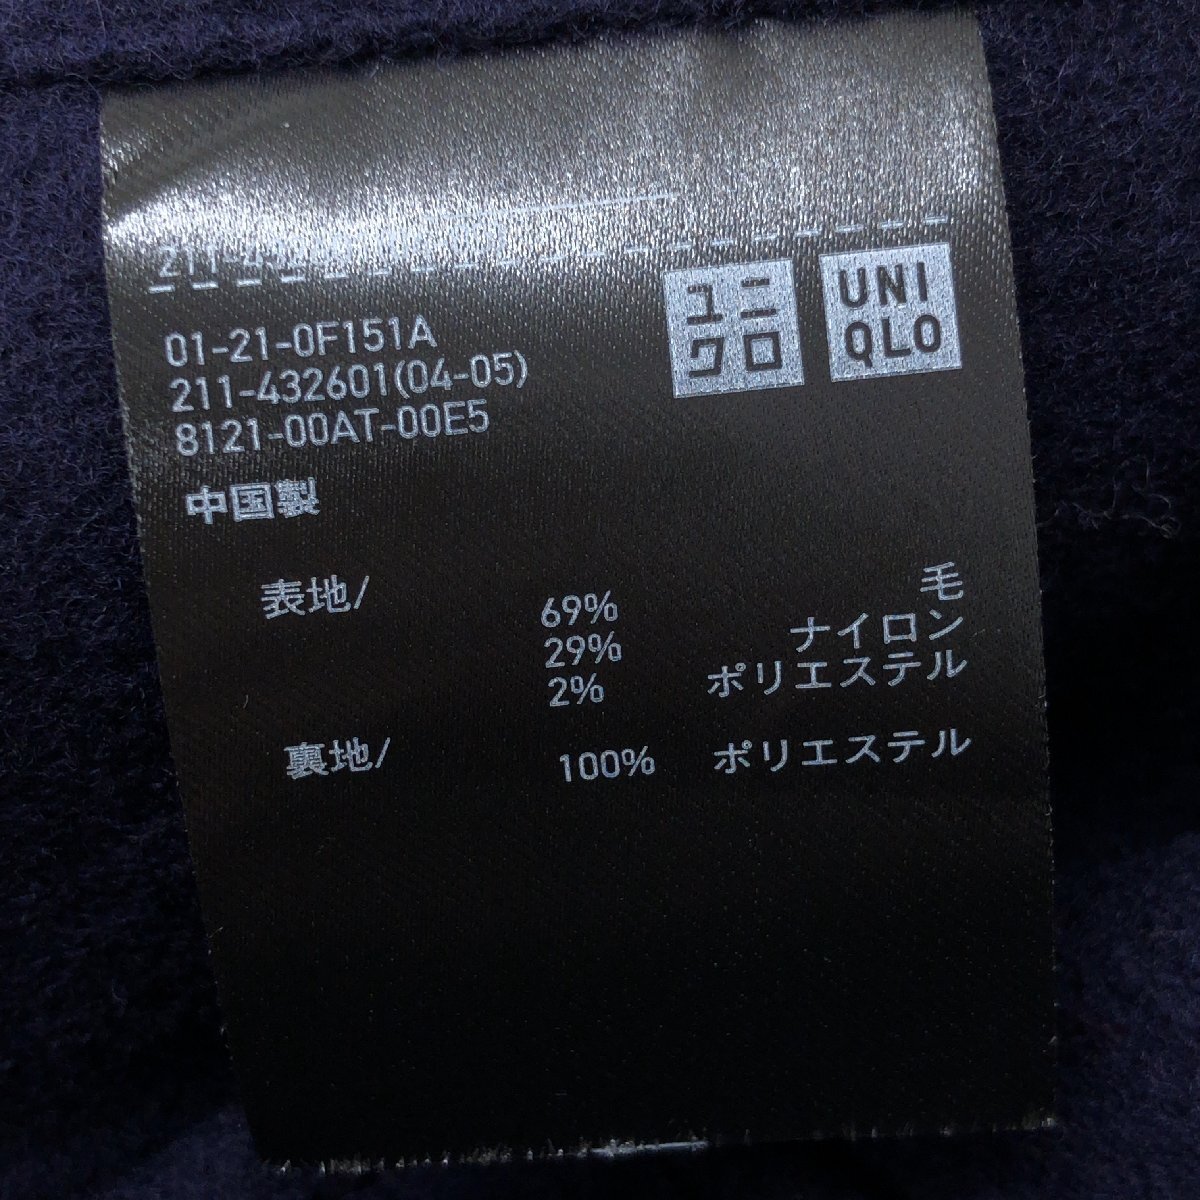 ユニ
クロ
UNI
QLO
01-21-0F151A
211-432601(04-05)
8121-00AT-00E5
中国製
表地/
69% 毛
29% ナイロン
2% ポリエステル
裏地/ 100% ポリエステル